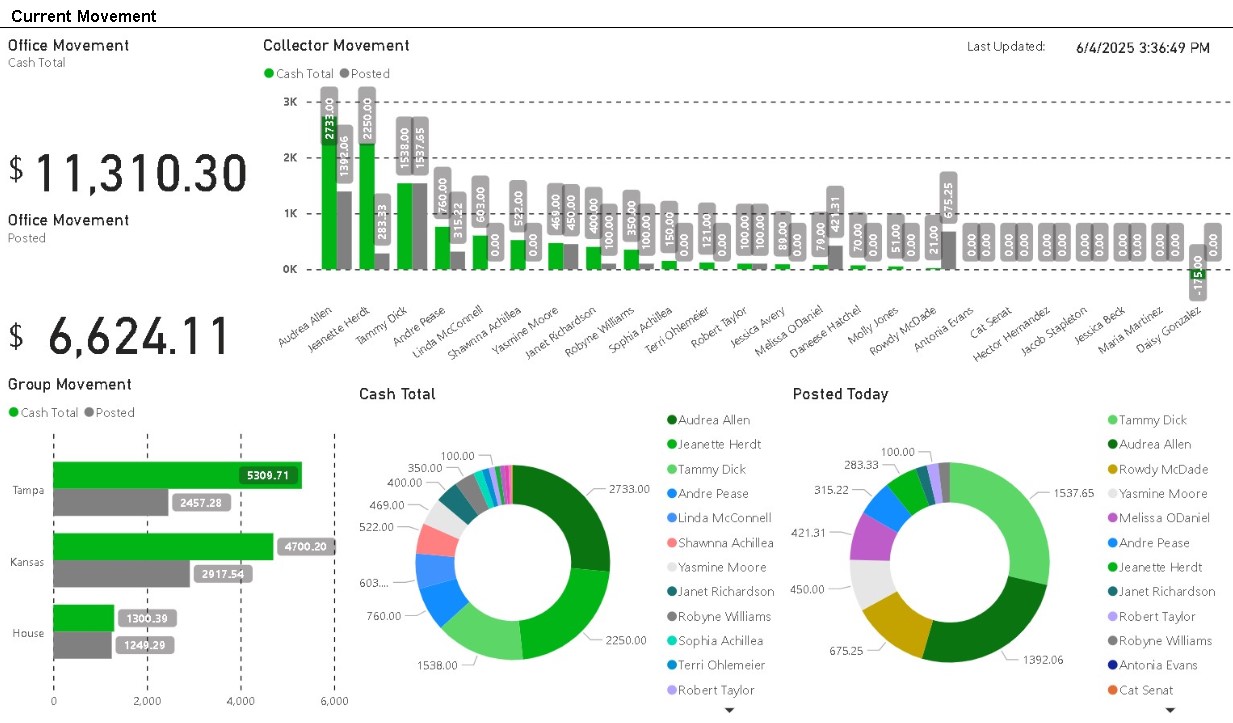 Current Movement
Office Movement
Cash Total
$ 11,310.30
Office Movement
Posted
$ 6,624.11
Collector Movement
Last Updated: 6/4/2025 3:36:49 PM
Cash Total Posted
3K
2K
1K
0K
2733.00 1392.06 2250.00 283.33 1538.00 1537.65 760.00 315.22 603.00 0.00 522.00 0.00 469.00 450.00 400.00 100.00 350.00 100.00 150.00 0.00 121.00 0.00 100.00 100.00 89.00 0.00 79.00 421.31 70.00 0.00 51.00 0.00 21.00 675.25 0.00 0.00 0.00 0.00 0.00 0.00 0.00 0.00 0.00 0.00 0.00 0.00 -175.00 0.00
Audrea Allen
Jeanette Herdt
Tammy Dick
Andre Pease
Linda McConnell
Shawnna Achillea
Yasmine Moore
Janet Richardson
Robyne Williams
Sophia Achillea
Terri Ohlemeier
Robert Taylor
Jessica Avery
Melissa ODaniel
Daneese Hatchel
Molly Jones
Rowdy McDade
Antonia Evans
Cat Senat
Hector Hernandez
Jacob Stapleton
Jessica Beck
Maria Martinez
Daisy Gonzalez
Group Movement
Cash Total Posted
Tampa
5309.71
2457.28
Kansas
4700.20
2917.54
House
1300.39
1249.29
0 2,000 4,000 6,000
Cash Total
2733.00
2250.00
1538.00
760.00
603....
522.00
469.00
400.00
350.00
100.00
Audrea Allen
Jeanette Herdt
Tammy Dick
Andre Pease
Linda McConnell
Shawnna Achillea
Yasmine Moore
Janet Richardson
Robyne Williams
Sophia Achillea
Terri Ohlemeier
Robert Taylor
Posted Today
1537.65
1392.06
675.25
450.00
421.31
315.22
283.33
100.00
Tammy Dick
Audrea Allen
Rowdy McDade
Yasmine Moore
Melissa ODaniel
Andre Pease
Jeanette Herdt
Janet Richardson
Robert Taylor
Robyne Williams
Antonia Evans
Cat Senat